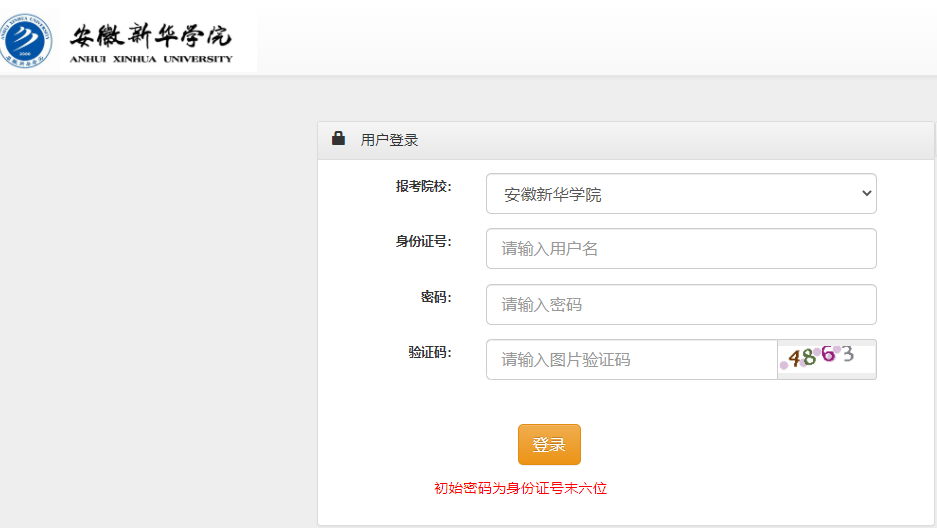 安徽新华学院
ANHUI XINHUA UNIVERSITY
用户登录
报考院校:
安徽新华学院
身份证号:
请输入用户名
密码:
请输入密码
验证码:
请输入图片验证码
4863
登录
初始密码为身份证号末六位